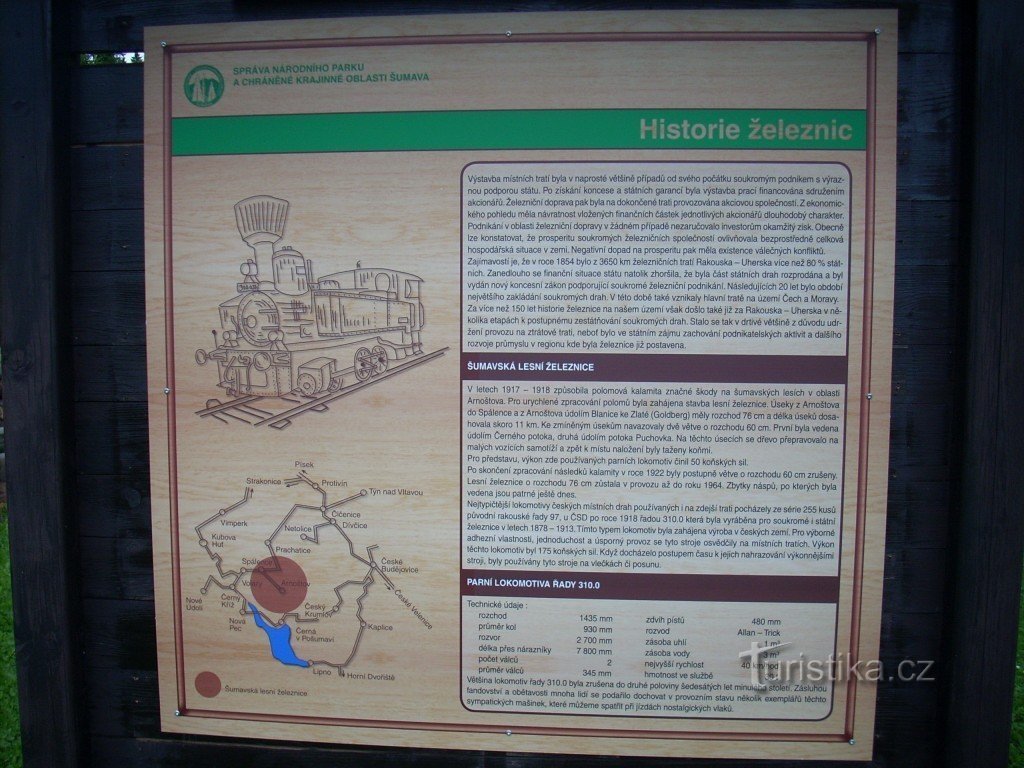 SPRÁVA NÁRODNÍHO PARKU
A CHRÁNĚNÉ KRAJINNÉ OBLASTI ŠUMAVA
Historie železnic
Výstavba místních tratí byla v naprosté většině případů od svého počátku soukromým podnikem s výraz-
nou podporou státu. Po získání koncese a státních garancí byla výstavba prací financována sdružením
akcionářů. Železniční doprava pak byla na dokončené trati provozována akciovou společností. Z ekonomic-
kého pohledu měla návratnost vložených finančních částek jednotlivých akcionářů dlouhodobý charakter.
Podnikání v oblasti železniční dopravy v žádném případě nezaručovalo investorům okamžitý zisk. Obecně
lze konstatovat, že prosperitu soukromých železničních společností ovlivňovala bezprostředně celková
hospodářská situace v zemi. Negativní dopad na prosperitu pak měla existence válečných konfliktů.
Zajímavostí je, že v roce 1854 bylo z 3650 km železničních tratí Rakouska – Uherska více než 80 % stát-
ních. Zanedlouho se finanční situace státu natolik zhoršila, že byla část státních drah rozprodána a byl
vydán nový koncesní zákon podporující soukromé železniční podnikání. Následujících 20 let bylo období
největšího zakládání soukromých drah. V této době také vznikaly hlavní tratě na území Čech a Moravy.
Za více než 150 let historie železnice na našem území však došlo také již za Rakouska – Uherska v ně-
kolika etapách k postupnému zestátňování soukromých drah. Stalo se tak v drtivé většině z důvodu udr-
žení provozu na ztrátové trati, neboť bylo ve státním zájmu zachování podnikatelských aktivit a dalšího
rozvoje průmyslu v regionu kde byla železnice již postavena.
ŠUMAVSKÁ LESNÍ ŽELEZNICE
V letech 1917 – 1918 způsobila polomová kalamita značné škody na šumavských lesích v oblasti
Arnoštova. Pro urychlené zpracování polomů byla zahájena stavba lesní železnice. Úseky z Arnoštova
do Spálence a z Arnoštova údolím Blanice ke Zlaté (Goldberg) měly rozchod 76 cm a délka úseků dosa-
hovala skoro 11 km. Ke zmíněným úsekům navazovaly dvě větve o rozchodu 60 cm. První byla vedena
údolím Černého potoka, druhá údolím potoka Puchovka. Na těchto úsecích se dřevo přepravovalo na
malých vozících samotíží a zpět k místu naložení byly taženy koňmi.
Pro představu, výkon zde používaných parních lokomotiv činil 50 koňských sil.
Po skončení zpracování následků kalamity v roce 1922 byly postupně větve o rozchodu 60 cm zrušeny.
Lesní železnice o rozchodu 76 cm zůstala v provozu až do roku 1964. Zbytky náspů, po kterých byla
vedena jsou patrné ještě dnes.
Nejtypičtější lokomotivy českých místních drah používaných i na zdejší trati pocházely ze série 255 kusů
původní rakouské řady 97, u ČSD po roce 1918 řadou 310.0 která byla vyráběna pro soukromé i státní
železnice v letech 1878 – 1913. Tímto typem lokomotiv byla zahájena výroba v českých zemí. Pro výborné
adhezní vlastnosti, jednoduchost a úsporný provoz se tyto stroje osvědčily na místních tratích. Výkon
těchto lokomotiv byl 175 koňských sil. Když docházelo postupem času k jejich nahrazování výkonnějšími
stroji, byly používány tyto stroje na vlečkách či posunu.
PARNÍ LOKOMOTIVA ŘADY 310.0
Technické údaje :
rozchod 1435 mm zdvih pístů 480 mm
průměr kol 930 mm rozvod Allan – Trick
rozvor 2 700 mm zásoba uhlí
délka přes nárazníky 7 800 mm zásoba vody 3 m³
počet válců 2 nejvyšší rychlost 40 km/hod
průměr válců 345 mm hmotnost ve službě
Většina lokomotiv řady 310.0 byla zrušena do druhé poloviny šedesátých let minulého století. Zásluhou
fandovství a obětavosti mnoha lidí se podařilo dochovat v provozním stavu několik exemplářů těchto
sympatických mašinek, které můžeme spatřit při jízdách nostalgických vlaků.
Písek
Strakonice
Protivín
Týn nad Vltavou
Vimperk
Číčenice
Netolice
Dívčice
Kubova
Huť
Prachatice
Spálenec
České
Budějovice
Volary
Arnoštov
Nové
Údolí
Černý
Kříž
Český
Krumlov
České Velenice
Nová
Pec
Černá
v Pošumaví
Kaplice
Lipno
Horní Dvořiště
Šumavská lesní železnice
turistika.cz